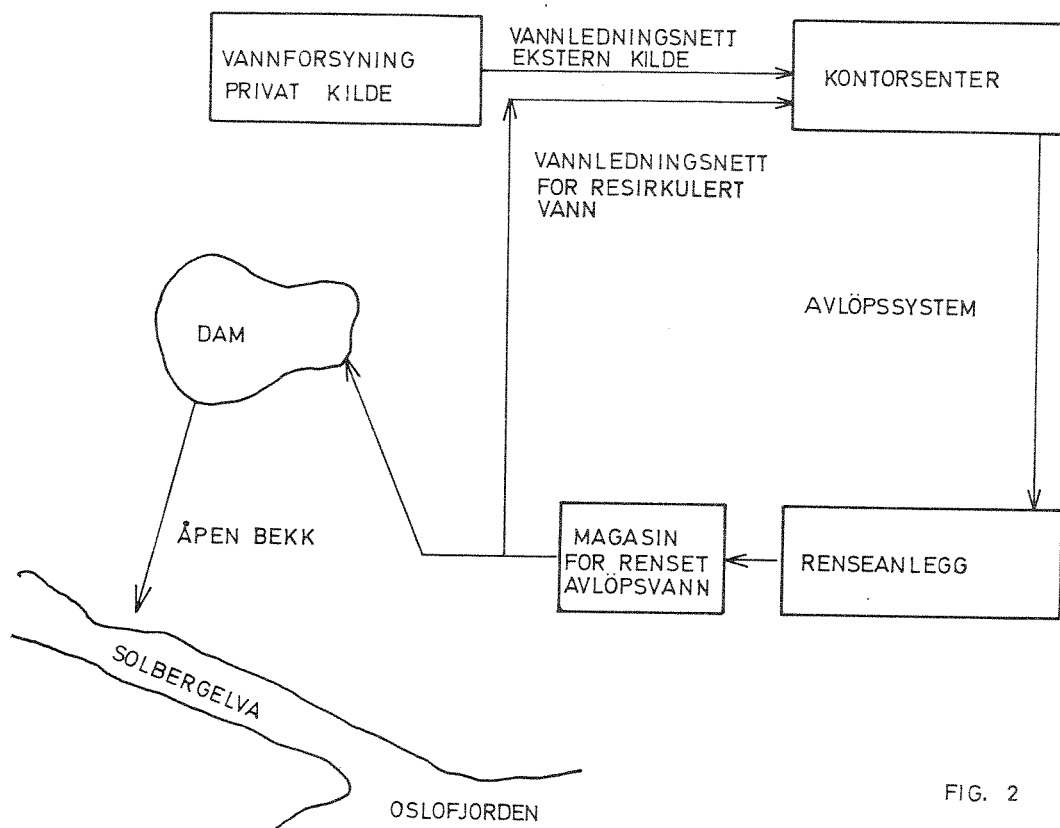 VANNFORSYNING
PRIVAT KILDE
VANNLEDNINGSNETT
EKSTERN KILDE
KONTORSENTER
VANNLEDNINGSNETT
FOR RESIRKULERT
VANN
DAM
AVLÖPSSYSTEM
ÅPEN BEKK
MAGASIN
FOR RENSET
AVLÖPSVANN
RENSEANLEGG
SOLBERGELVA
OSLOFJORDEN
FIG. 2